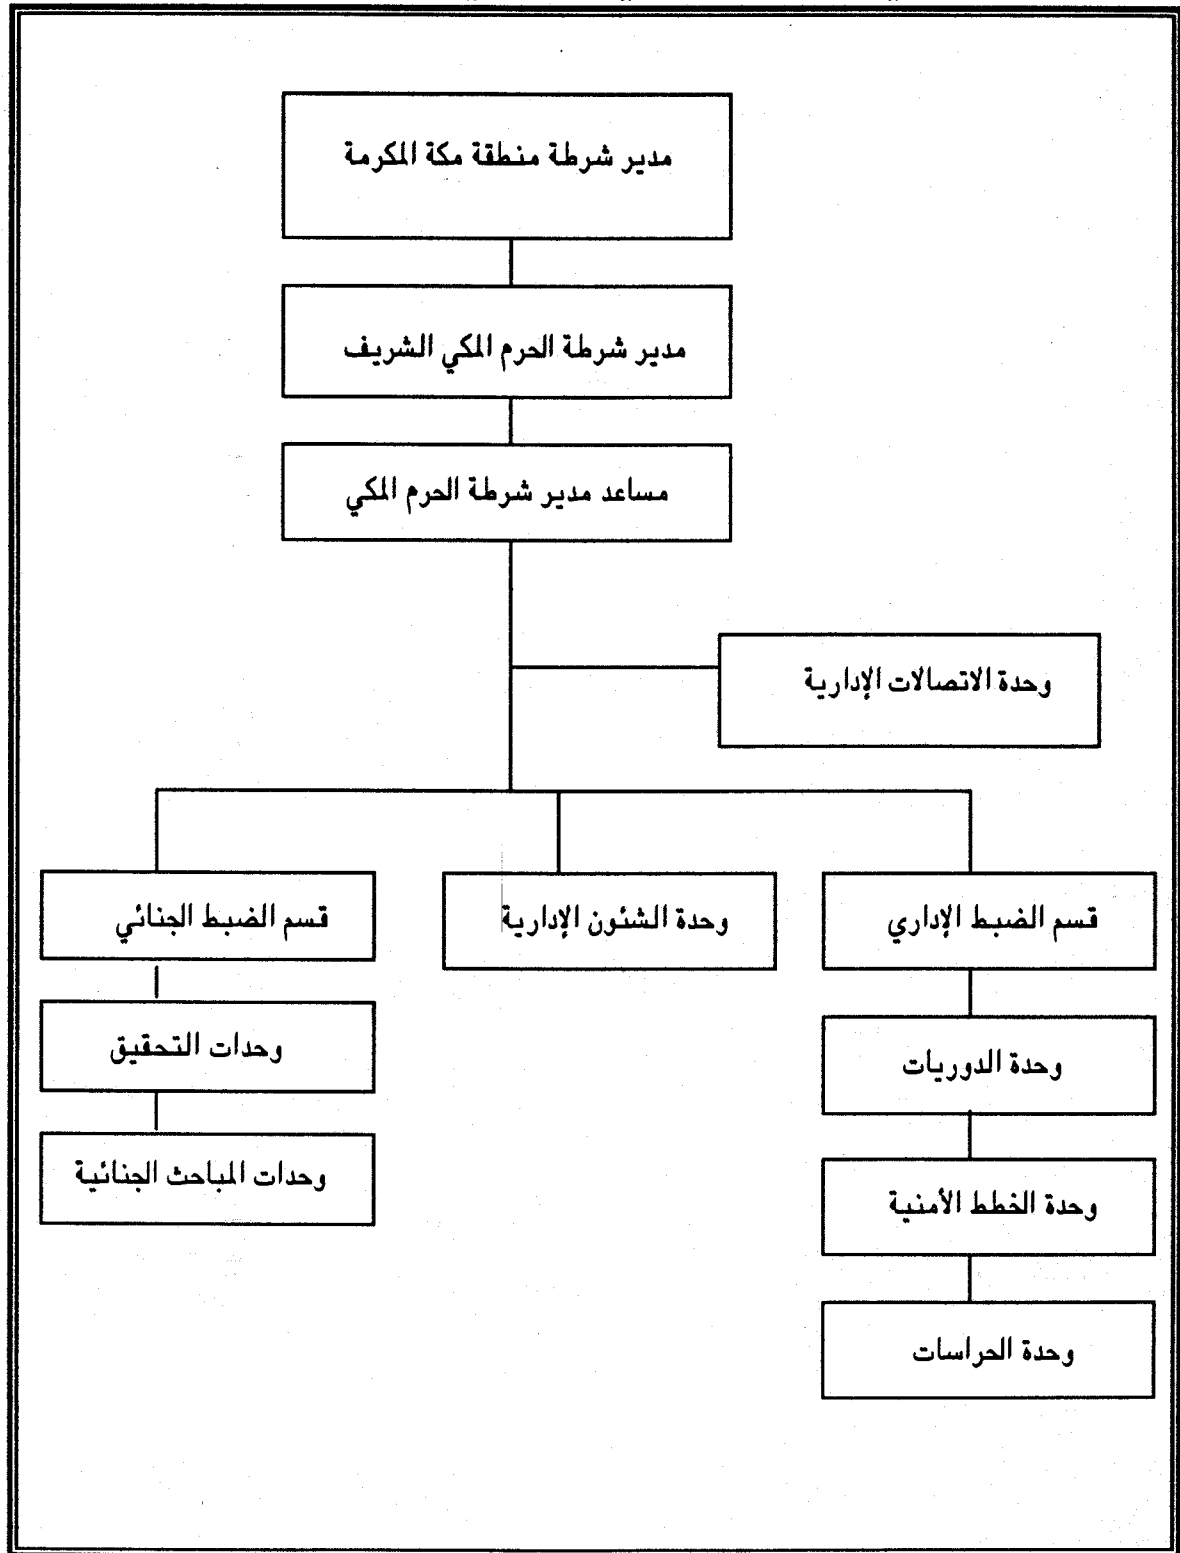 مدير شرطة منطقة مكة المكرمة
مدير شرطة الحرم المكي الشريف
مساعد مدير شرطة الحرم المكي
وحدة الاتصالات الإدارية
قسم الضبط الإداري
وحدة الشئون الإدارية
قسم الضبط الجنائي
وحدة الدوريات
وحدات التحقيق
وحدة الخطط الأمنية
وحدات المباحث الجنائية
وحدة الحراسات